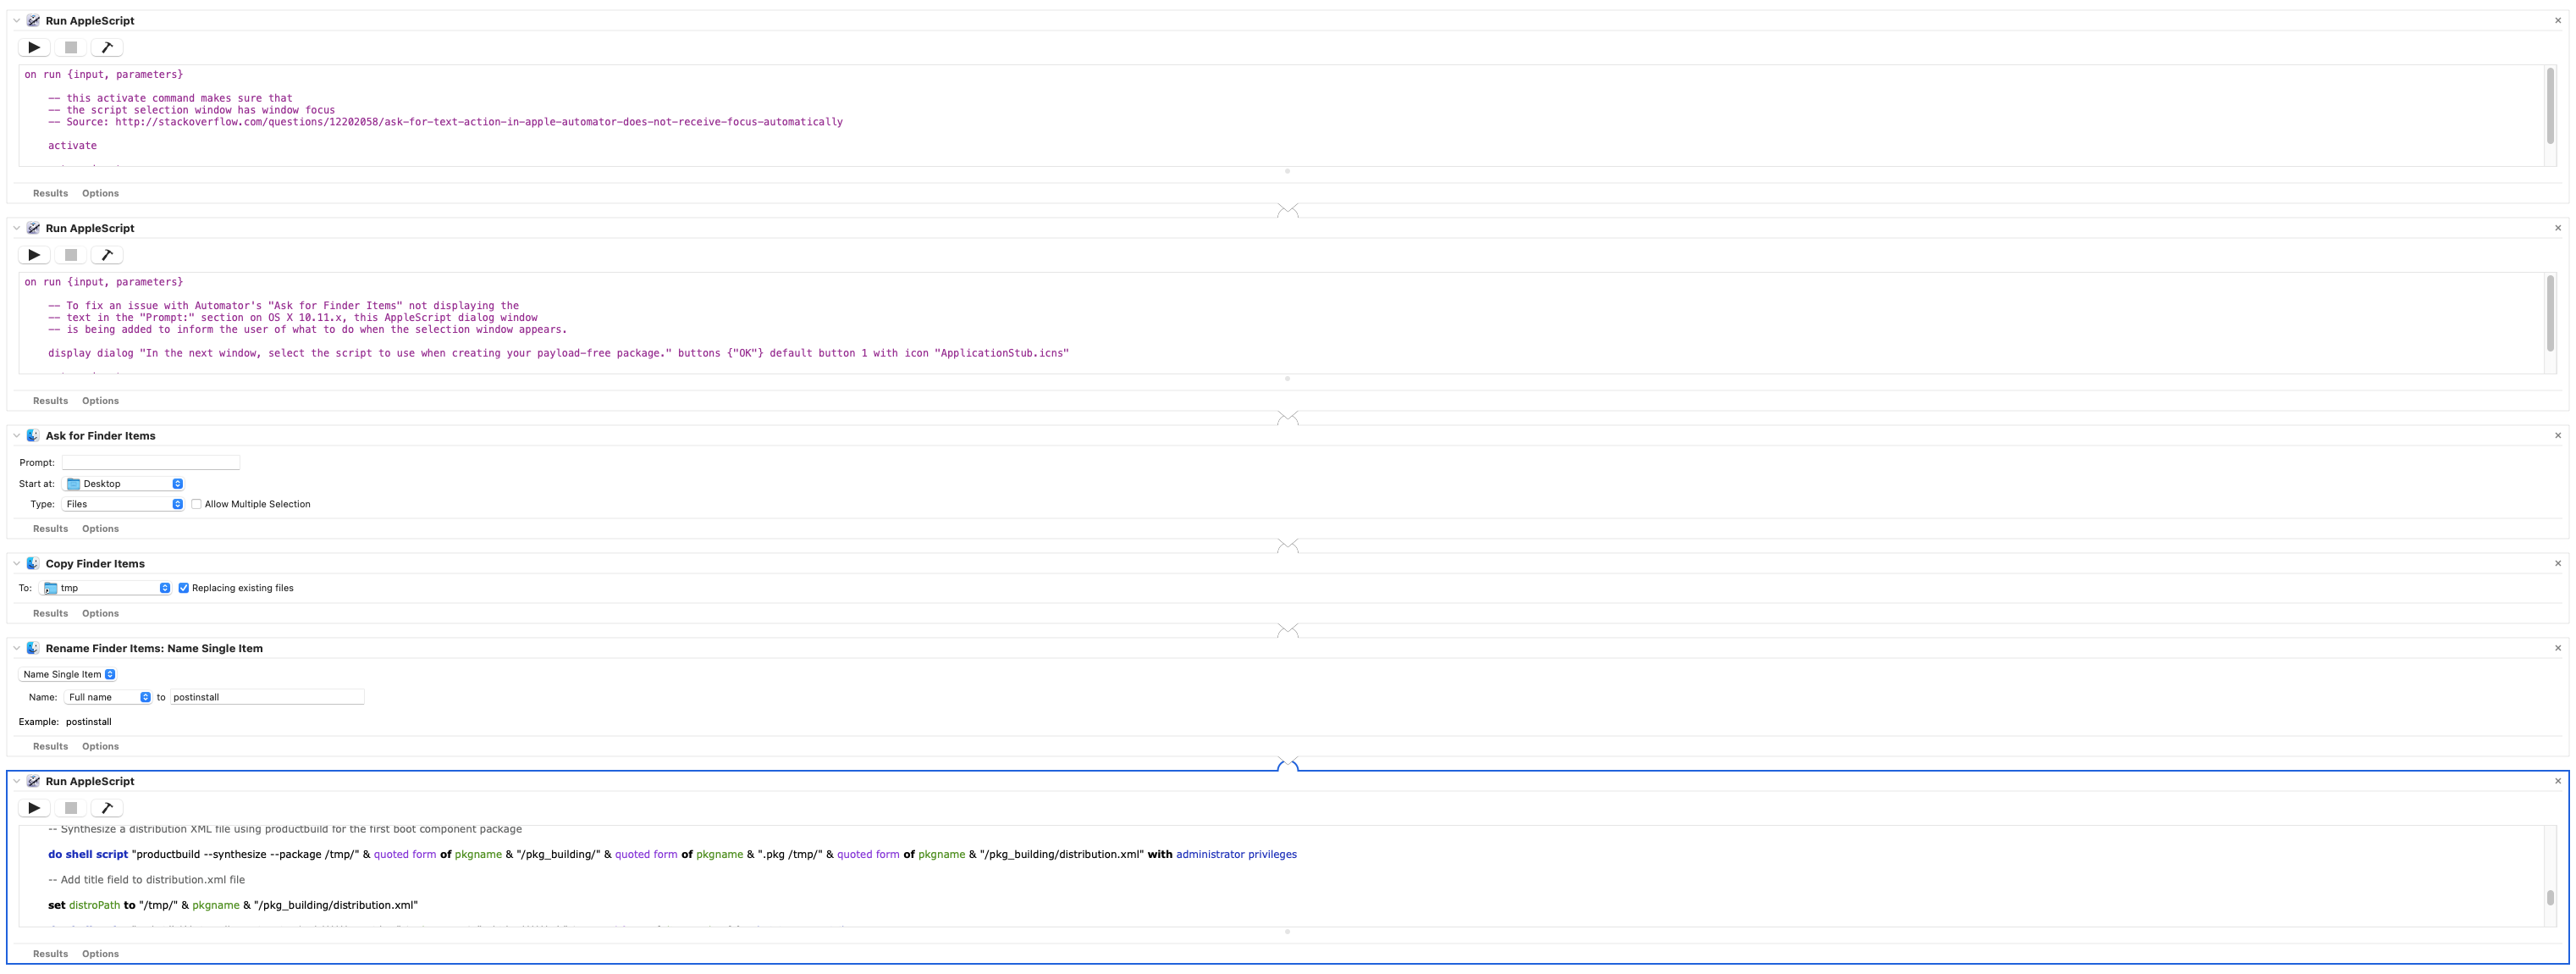 Run AppleScript
on run {input, parameters}
-- this activate command makes sure that
-- the script selection window has window focus
-- Source: http://stackoverflow.com/questions/12202058/ask-for-text-action-in-apple-automator-does-not-receive-focus-automatically
activate
Results Options
Run AppleScript
on run {input, parameters}
-- To fix an issue with Automator's "Ask for Finder Items" not displaying the
-- text in the "Prompt:" section on OS X 10.11.x, this AppleScript dialog window
-- is being added to inform the user of what to do when the selection window appears.
display dialog "In the next window, select the script to use when creating your payload-free package." buttons {"OK"} default button 1 with icon "ApplicationStub.icns"
Results Options
Ask for Finder Items
Prompt:
Start at: Desktop
Type: Files Allow Multiple Selection
Results Options
Copy Finder Items
To: tmp Replacing existing files
Results Options
Rename Finder Items: Name Single Item
Name Single Item
Name: Full name to postinstall
Example: postinstall
Results Options
Run AppleScript
-- Synthesize a distribution XML file using productbuild for the first boot component package
do shell script "productbuild --synthesize --package /tmp/" & quoted form of pkgname & "/pkg_building/" & quoted form of pkgname & ".pkg /tmp/" & quoted form of pkgname & "/pkg_building/distribution.xml" with administrator privileges
-- Add title field to distribution.xml file
set distroPath to "/tmp/" & pkgname & "/pkg_building/distribution.xml"
Results Options